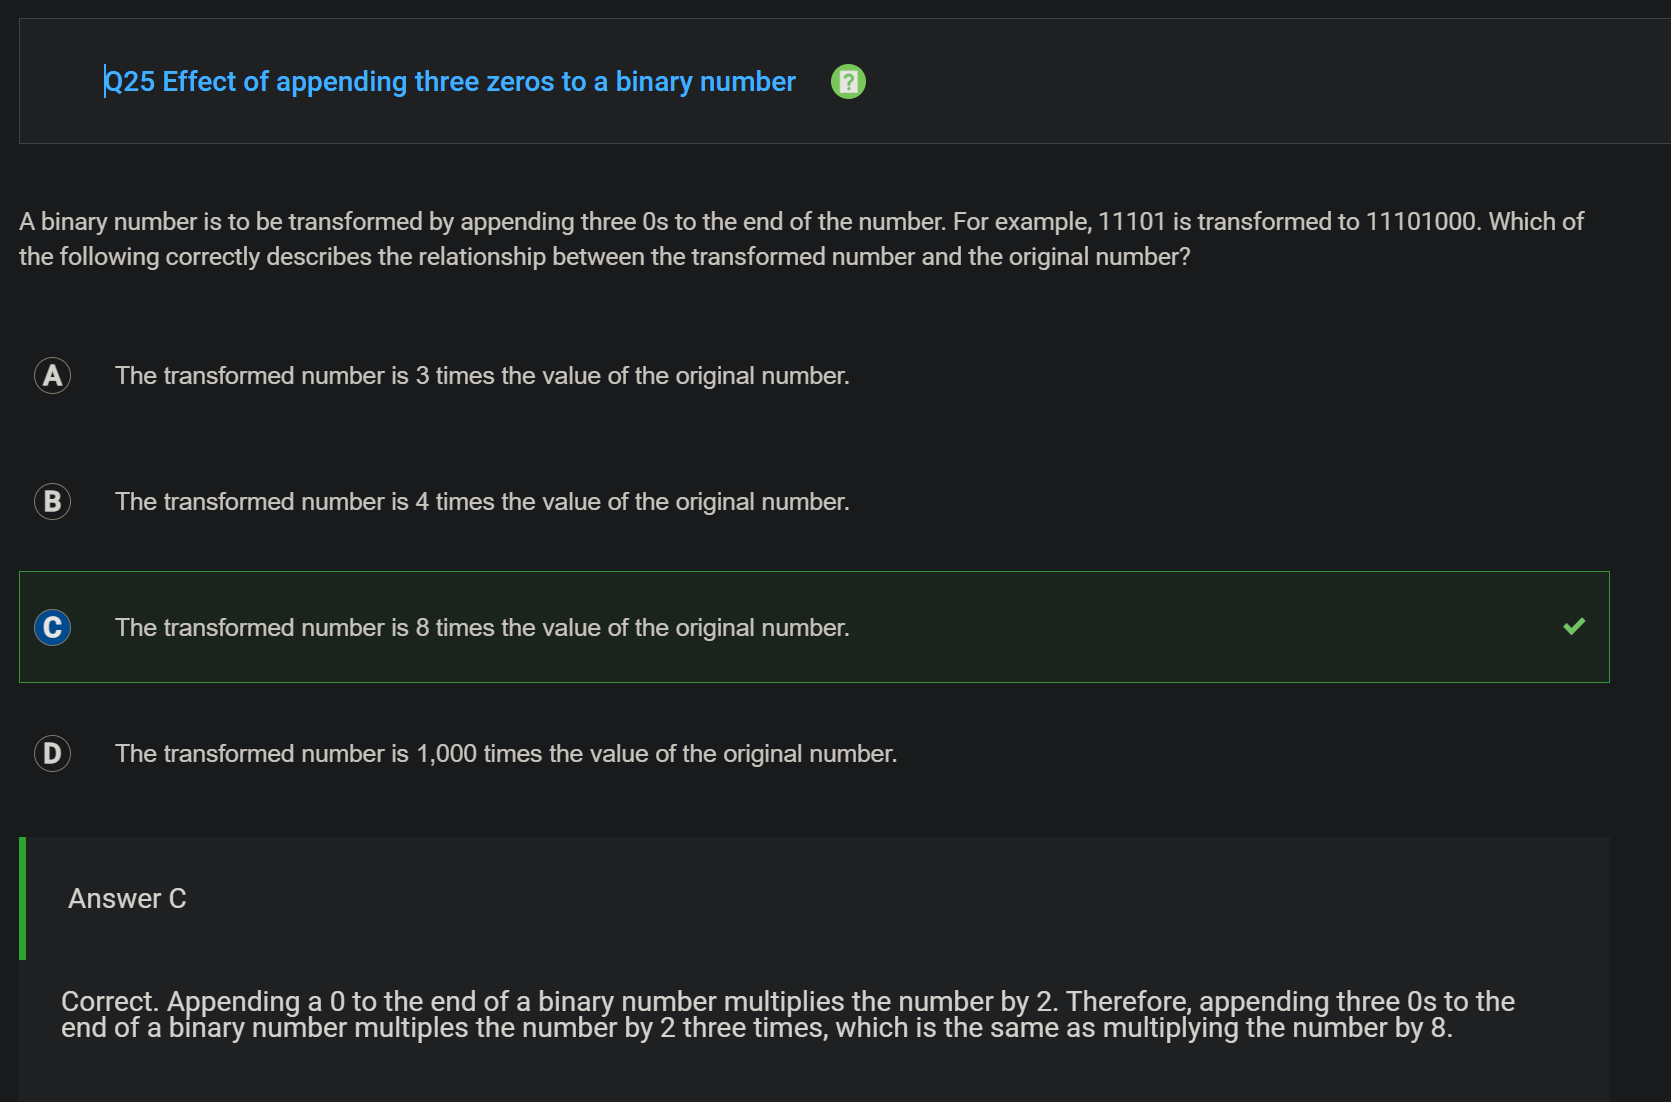 Q25 Effect of appending three zeros to a binary number ?
A binary number is to be transformed by appending three 0s to the end of the number. For example, 11101 is transformed to 11101000. Which of
the following correctly describes the relationship between the transformed number and the original number?
A The transformed number is 3 times the value of the original number.
B The transformed number is 4 times the value of the original number.
C The transformed number is 8 times the value of the original number.
D The transformed number is 1,000 times the value of the original number.
Answer C
Correct. Appending a 0 to the end of a binary number multiplies the number by 2. Therefore, appending three 0s to the
end of a binary number multiples the number by 2 three times, which is the same as multiplying the number by 8.